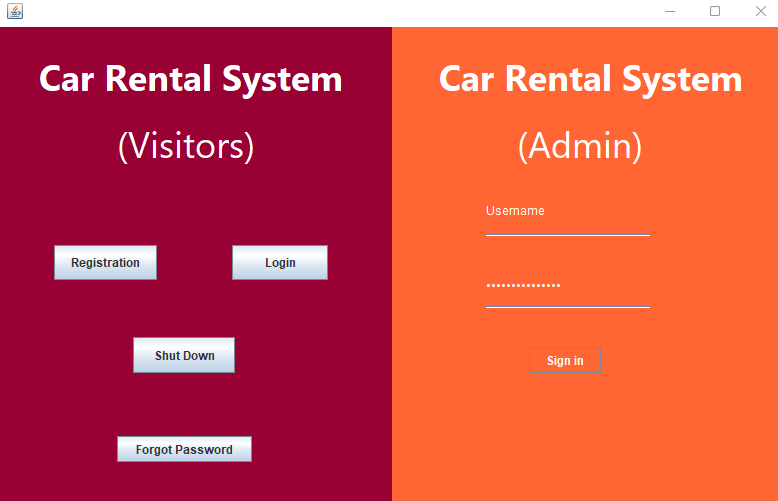 Car Rental System
(Visitors)
Registration
Login
Shut Down
Forgot Password
Car Rental System
(Admin)
Username
•••••••••••••••
Sign in